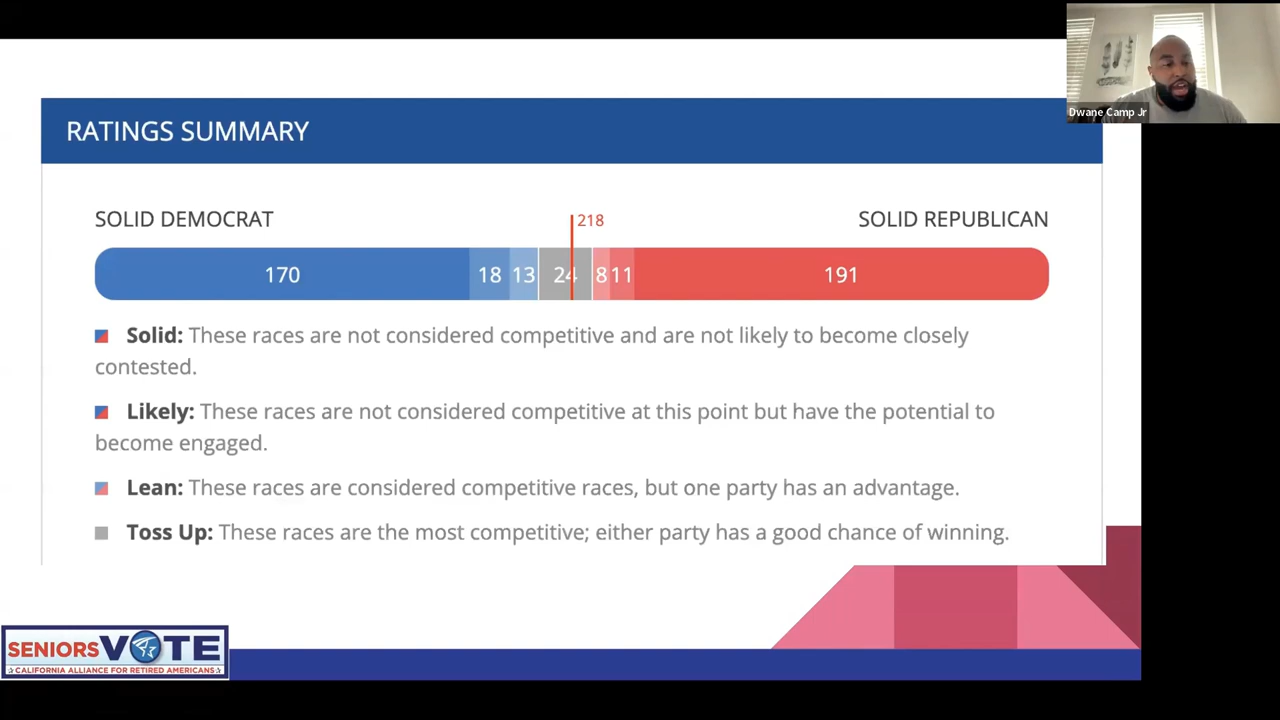 Dwane Camp Jr
RATINGS SUMMARY
SOLID DEMOCRAT
218
SOLID REPUBLICAN
170 18 13 24 8 11 191
Solid: These races are not considered competitive and are not likely to become closely
contested.
Likely: These races are not considered competitive at this point but have the potential to
become engaged.
Lean: These races are considered competitive races, but one party has an advantage.
Toss Up: These races are the most competitive; either party has a good chance of winning.
SENIORS VOTE
CALIFORNIA ALLIANCE FOR RETIRED AMERICANS